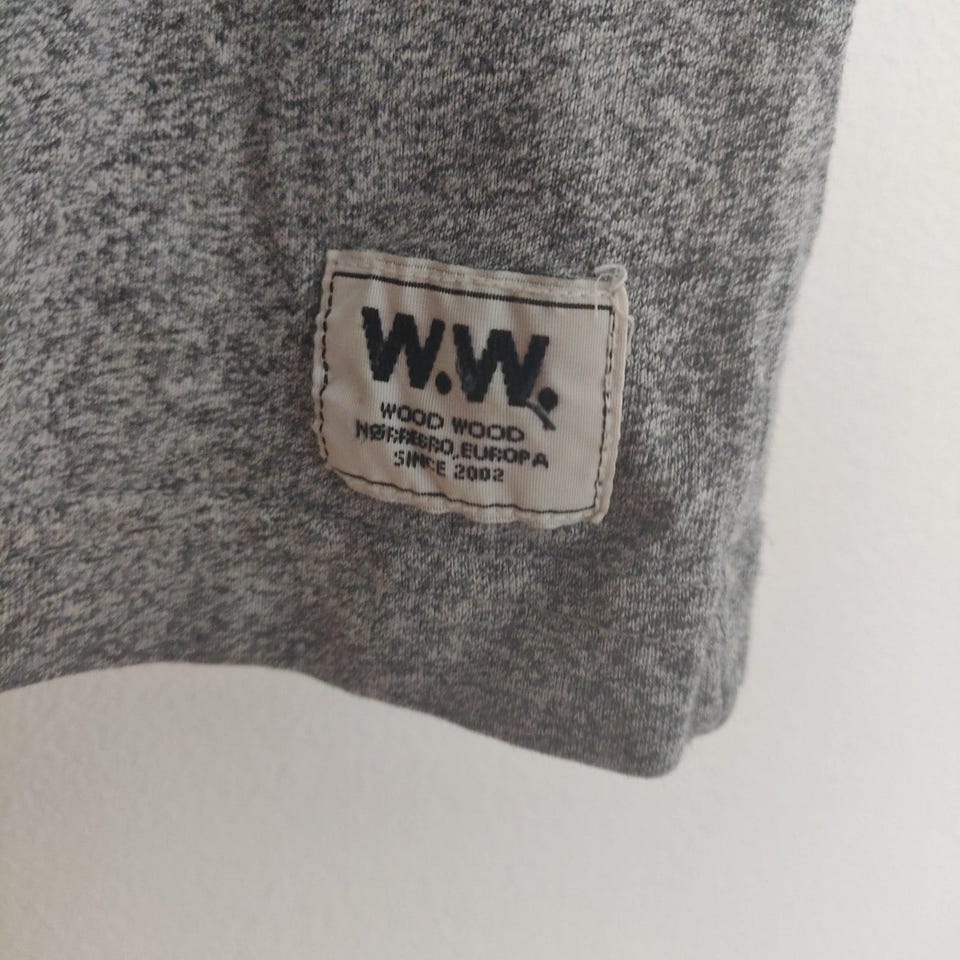 W.W.
WOOD WOOD
NØRREBRO, EUROPA
SINCE 2002